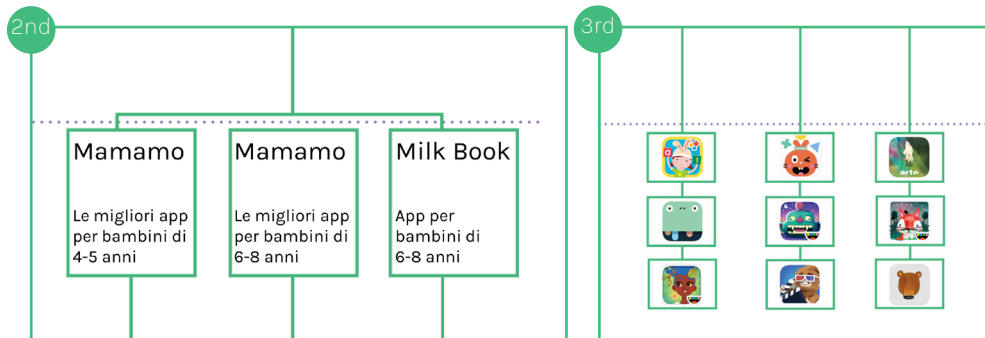 2nd
3rd
Mamamo
Le migliori app
per bambini di
4-5 anni
Mamamo
Le migliori app
per bambini di
6-8 anni
Milk Book
App per
bambini di
6-8 anni
arte